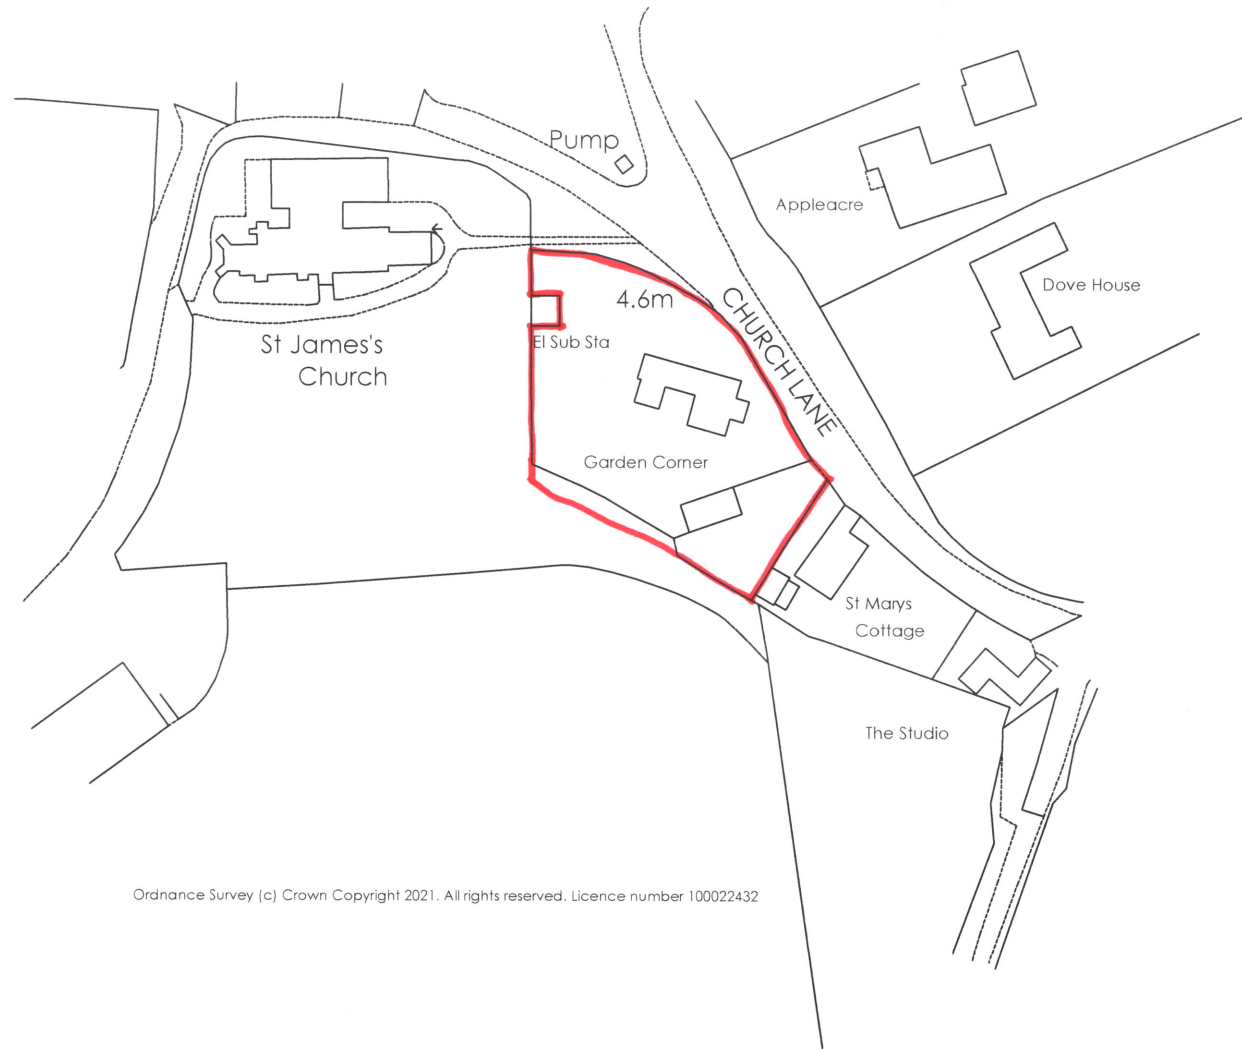 Pump
Appleacre
Dove House
4.6m
CHURCH LANE
El Sub Sta
St James's
Church
Garden Corner
St Marys
Cottage
The Studio
Ordnance Survey (c) Crown Copyright 2021. All rights reserved. Licence number 100022432